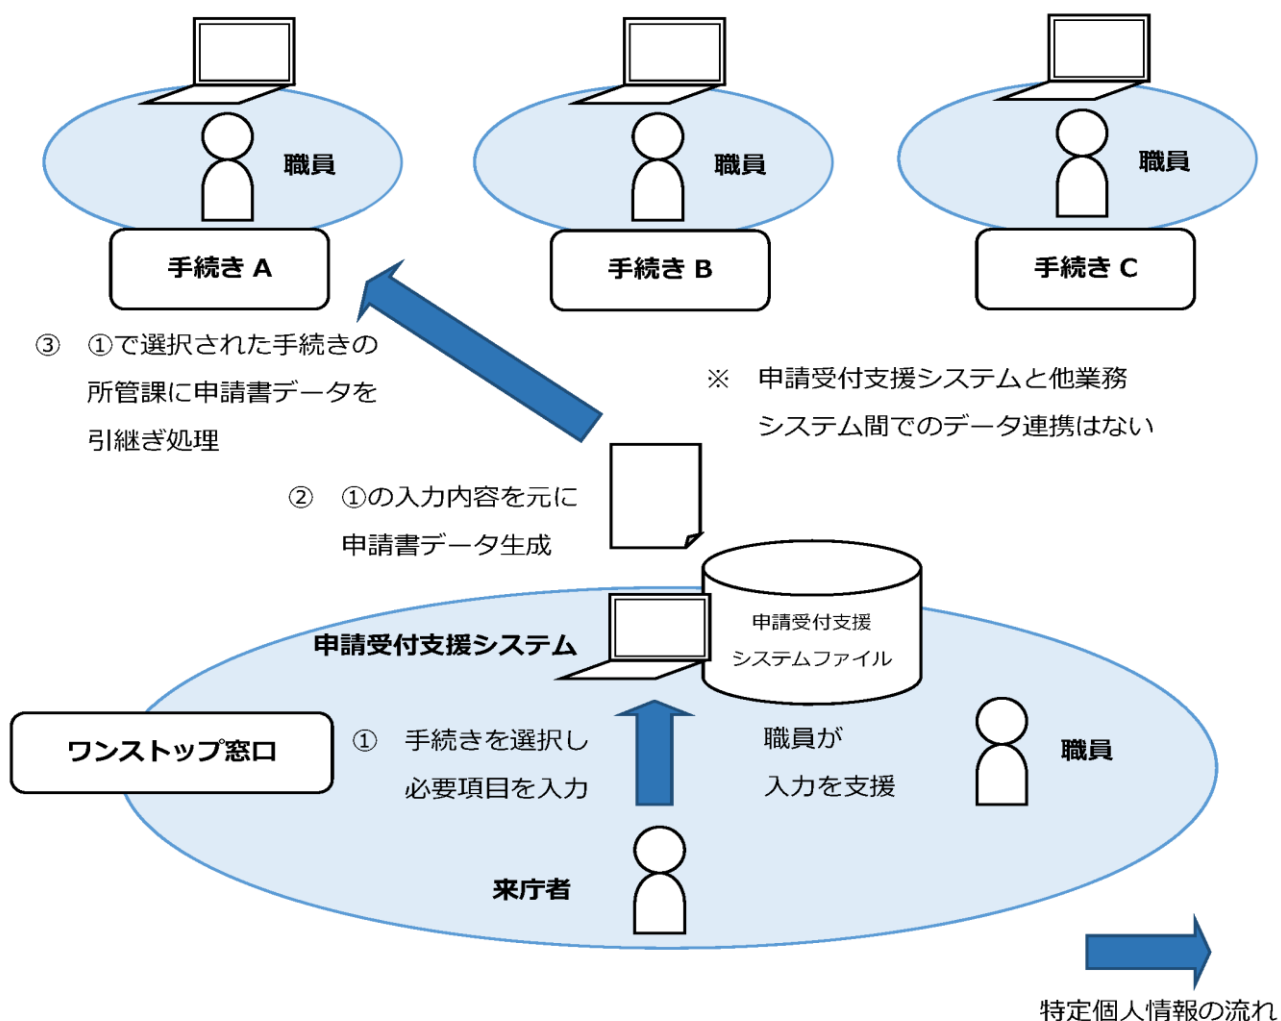 職員
職員
職員
手続き A
手続き B
手続き C
③ ①で選択された手続きの
所管課に申請書データを
引継ぎ処理
※ 申請受付支援システムと他業務
システム間でのデータ連携はない
② ①の入力内容を元に
申請書データ生成
申請受付支援
システムファイル
申請受付支援システム
ワンストップ窓口
① 手続きを選択し
必要項目を入力
職員が
入力を支援
職員
来庁者
特定個人情報の流れ